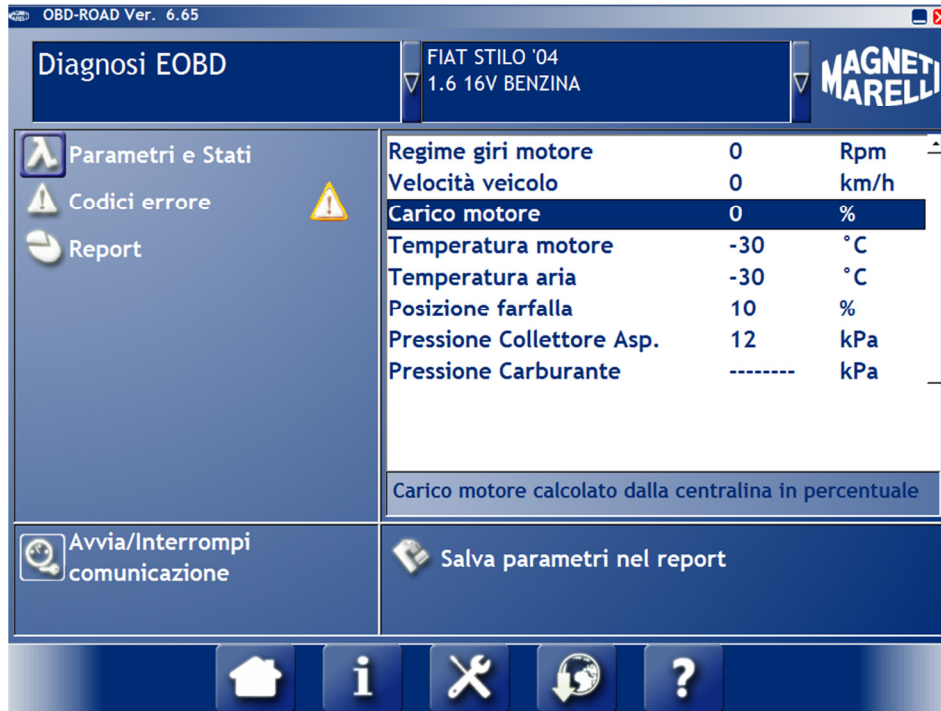 OBD-ROAD Ver. 6.65
Diagnosi EOBD
FIAT STILO '04
1.6 16V BENZINA
MAGNETI
MARELLI
Parametri e Stati
Codici errore
Report
Regime giri motore 0 Rpm
Velocità veicolo 0 km/h
Carico motore 0 %
Temperatura motore -30 °C
Temperatura aria -30 °C
Posizione farfalla 10 %
Pressione Collettore Asp. 12 kPa
Pressione Carburante -------- kPa
Carico motore calcolato dalla centralina in percentuale
Avvia/Interrompi
comunicazione
Salva parametri nel report